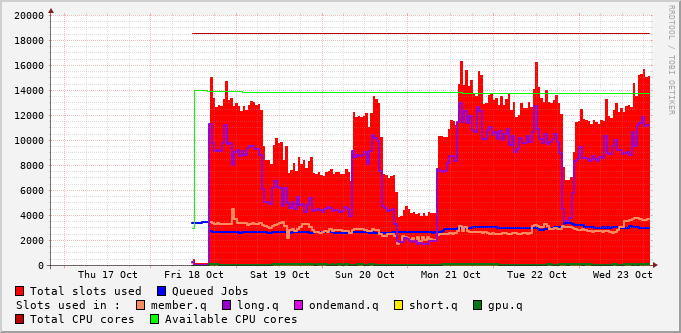 20000
18000
16000
14000
12000
10000
8000
6000
4000
2000
0
Thu 17 Oct Fri 18 Oct Sat 19 Oct Sun 20 Oct Mon 21 Oct Tue 22 Oct Wed 23 Oct
RRDTOOL / TOBI OETIKER
Total slots used Queued Jobs
Slots used in : member.q long.q ondemand.q short.q gpu.q
Total CPU cores Available CPU cores